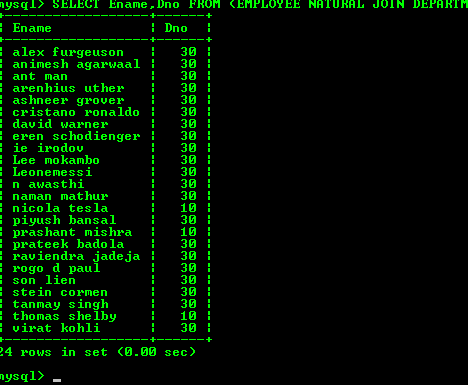 mysql> SELECT Ename,Dno FROM (EMPLOYEE NATURAL JOIN DEPARTM
Ename | Dno
alex furgeuson | 30
animesh agarwaal | 30
ant man | 30
arenhius uther | 30
ashneer grover | 30
cristano ronaldo | 30
david warner | 30
eren schodienger | 30
ie irodov | 30
Lee mokambo | 30
Leonemessi | 30
n awasthi | 30
naman mathur | 30
nicola tesla | 10
piyush bansal | 30
prashant mishra | 10
prateek badola | 30
raviendra jadeja | 30
rogo d paul | 30
son lien | 30
stein cormen | 30
tanmay singh | 30
thomas shelby | 10
virat kohli | 30
24 rows in set (0.00 sec)
mysql> _